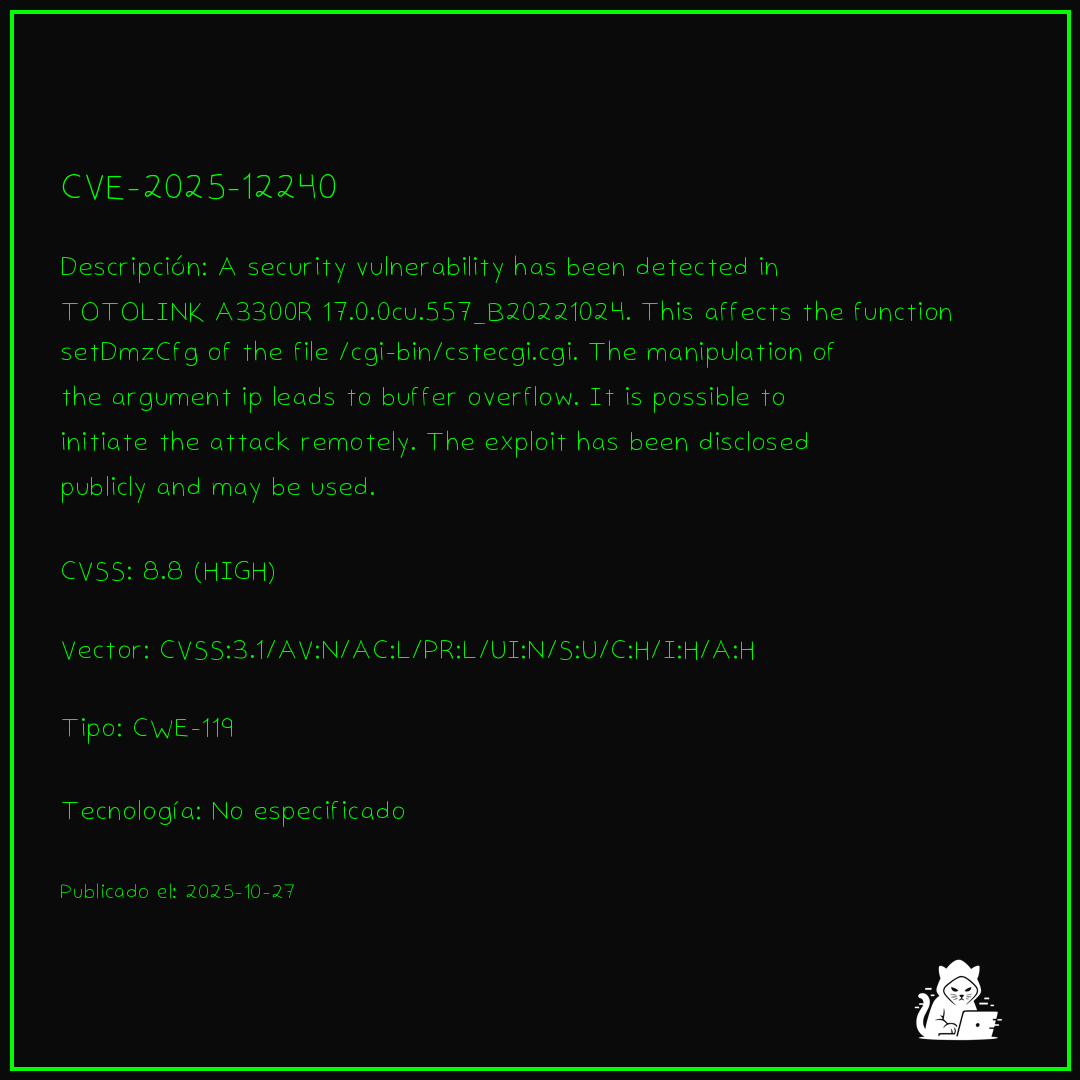 CVE-2025-12240
Descripción: A security vulnerability has been detected in
TOTOLINK A3300R 17.0.0cu.557_B20221024. This affects the function
setDmzCfg of the file /cgi-bin/cstecgi.cgi. The manipulation of
the argument ip leads to buffer overflow. It is possible to
initiate the attack remotely. The exploit has been disclosed
publicly and may be used.
CVSS: 8.8 (HIGH)
Vector: CVSS:3.1/AV:N/AC:L/PR:L/UI:N/S:U/C:H/I:H/A:H
Tipo: CWE-119
Tecnología: No especificado
Publicado el: 2025-10-27